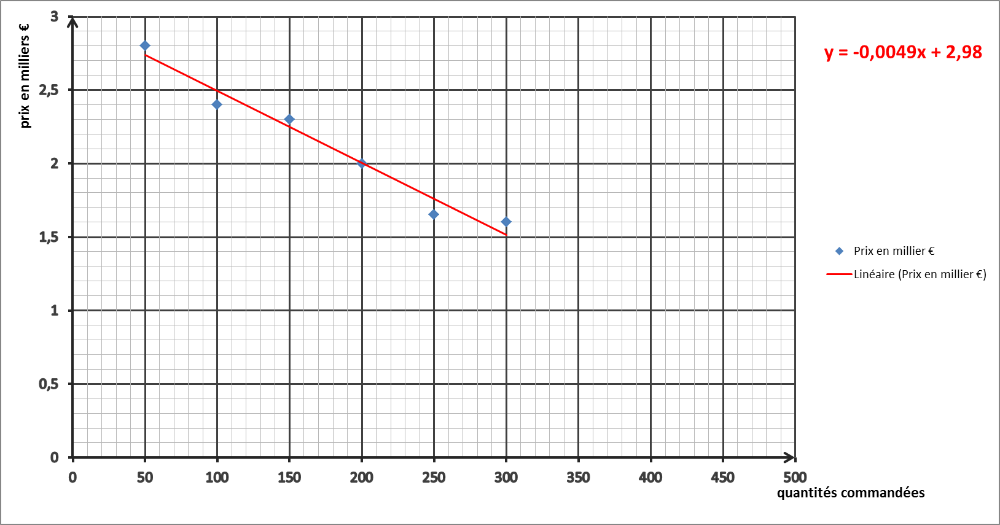 prix en milliers €
3
2,5
2
1,5
1
0,5
0
0 50 100 150 200 250 300 350 400 450 500
quantités commandées
y = -0,0049x + 2,98
Prix en millier €
Linéaire (Prix en millier €)